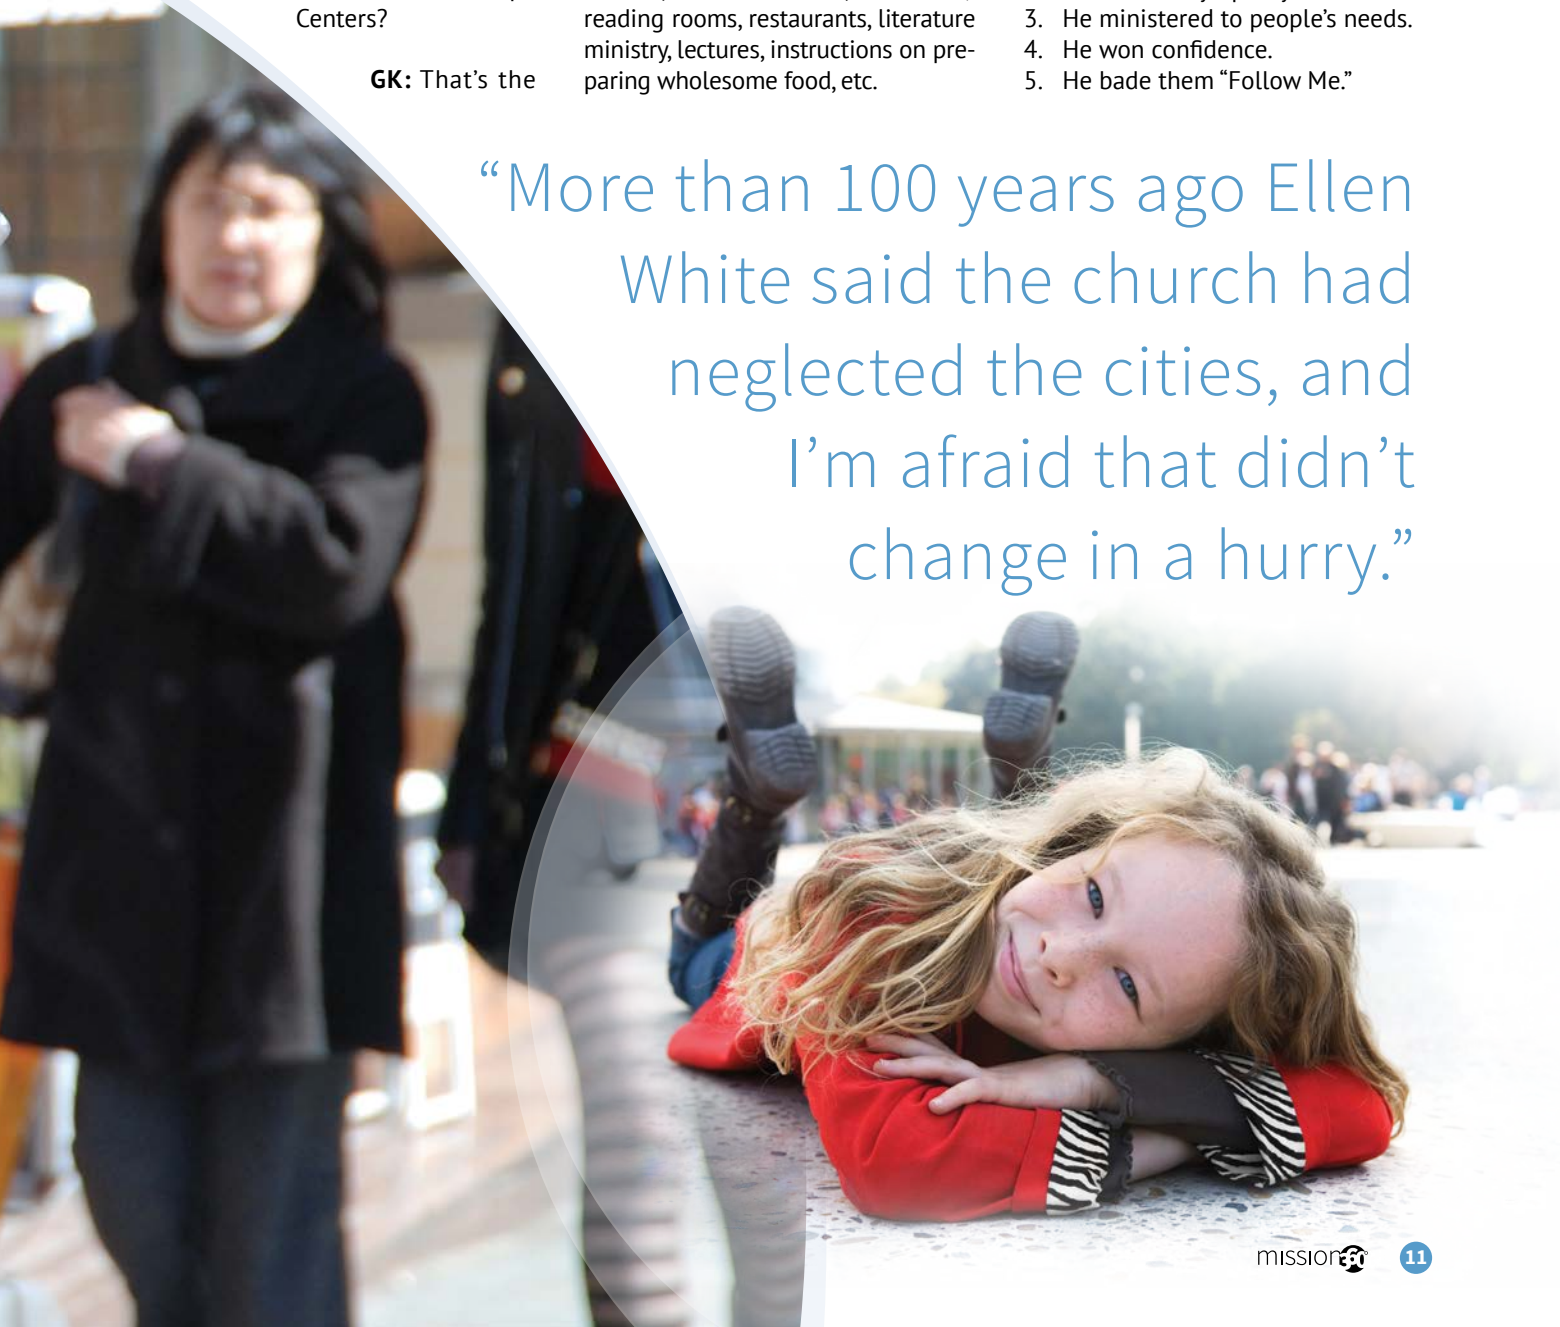 Centers?
GK: That's the
reading rooms, restaurants, literature
ministry, lectures, instructions on pre-
paring wholesome food, etc.
3. He ministered to people's needs.
4. He won confidence.
5. He bade them “Follow Me.”
“More than 100 years ago Ellen
White said the church had
neglected the cities, and
I’m afraid that didn’t
change in a hurry.”
mission360°
11